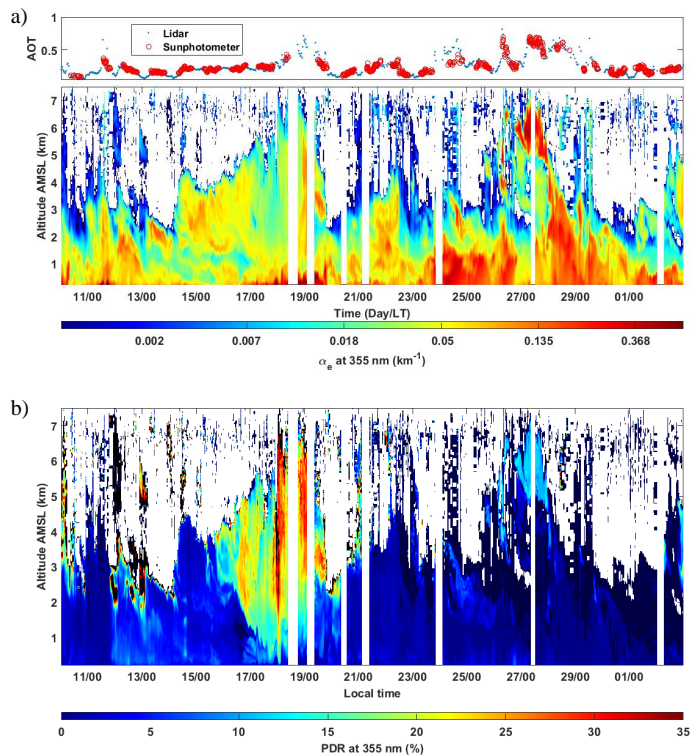 a)
1
0.5
AOT
Lidar
Sunphotometer
7
6
5
4
3
2
1
Altitude AMSL (km)
11/00 13/00 15/00 17/00 19/00 21/00 23/00 25/00 27/00 29/00 01/00
Time (Day/LT)
0.002 0.007 0.018 0.05 0.135 0.368
αe at 355 nm (km-1)
b)
7
6
5
4
3
2
1
Altitude AMSL (km)
11/00 13/00 15/00 17/00 19/00 21/00 23/00 25/00 27/00 29/00 01/00
Local time
0 5 10 15 20 25 30 35
PDR at 355 nm (%)